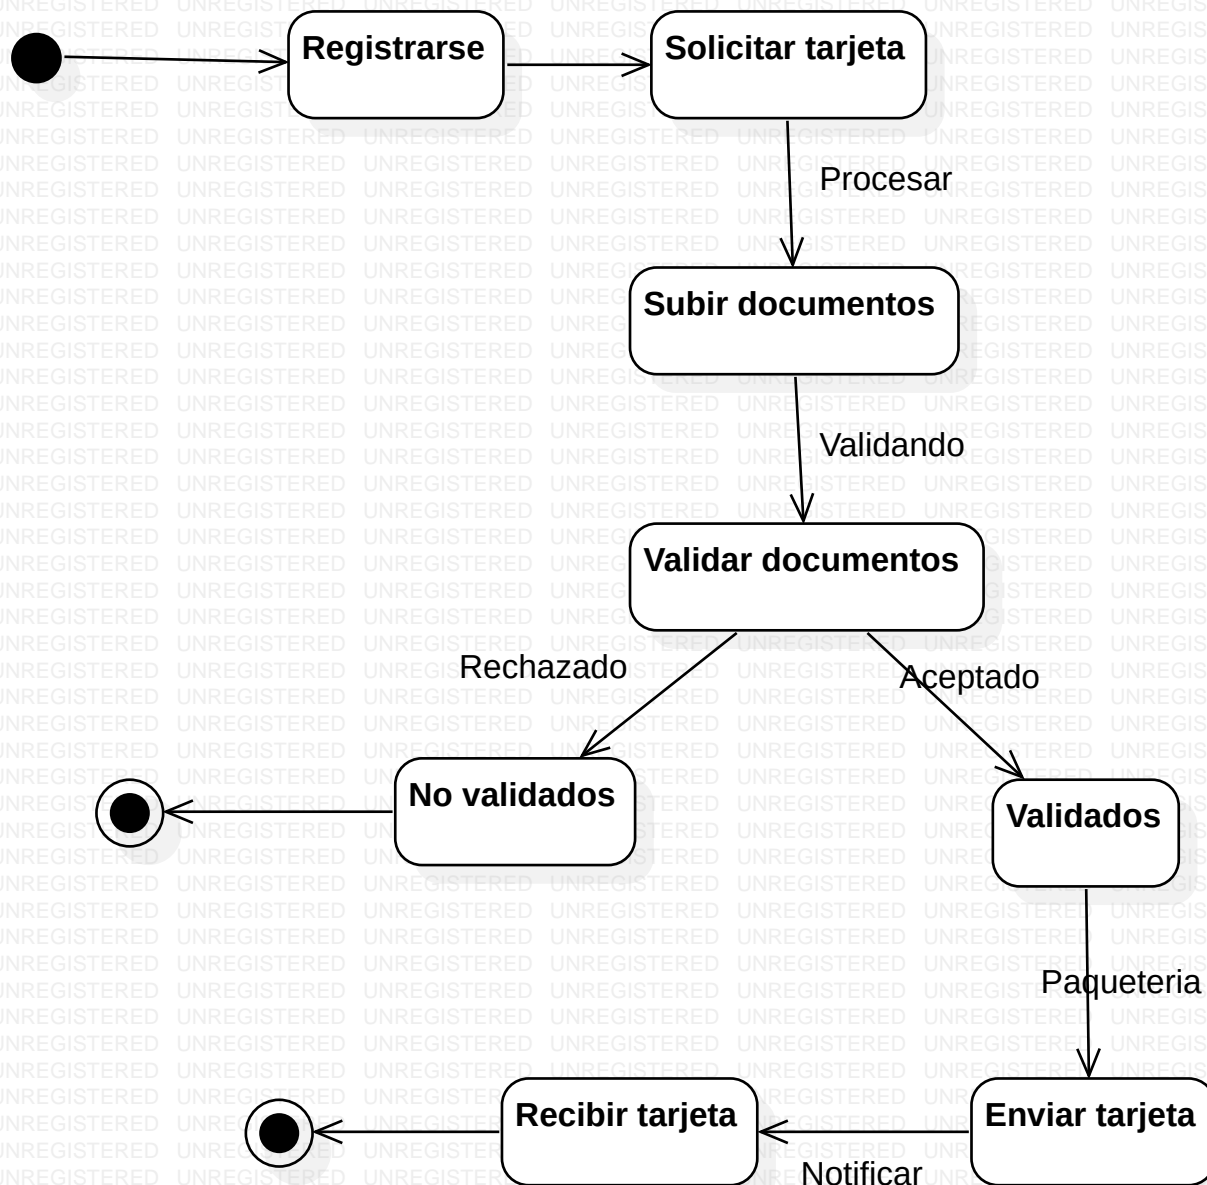 Registrarse
Solicitar tarjeta
Procesar
Subir documentos
Validando
Validar documentos
Rechazado
Aceptado
No validados
Validados
Paqueteria
Recibir tarjeta
Enviar tarjeta
Notificar
UNREGISTERED